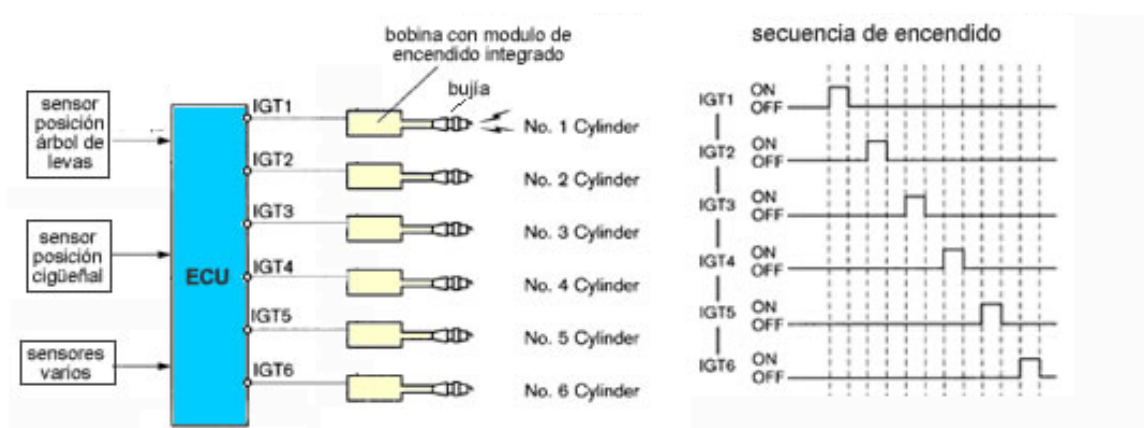 bobina con modulo de
encendido integrado
bujía
sensor
posición
árbol de
levas
sensor
posición
cigüeñal
sensores
varios
ECU
IGT1
No. 1 Cylinder
IGT2
No. 2 Cylinder
IGT3
No. 3 Cylinder
IGT4
No. 4 Cylinder
IGT5
No. 5 Cylinder
IGT6
No. 6 Cylinder
secuencia de encendido
IGT1 ON
OFF
IGT2 ON
OFF
IGT3 ON
OFF
IGT4 ON
OFF
IGT5 ON
OFF
IGT6 ON
OFF